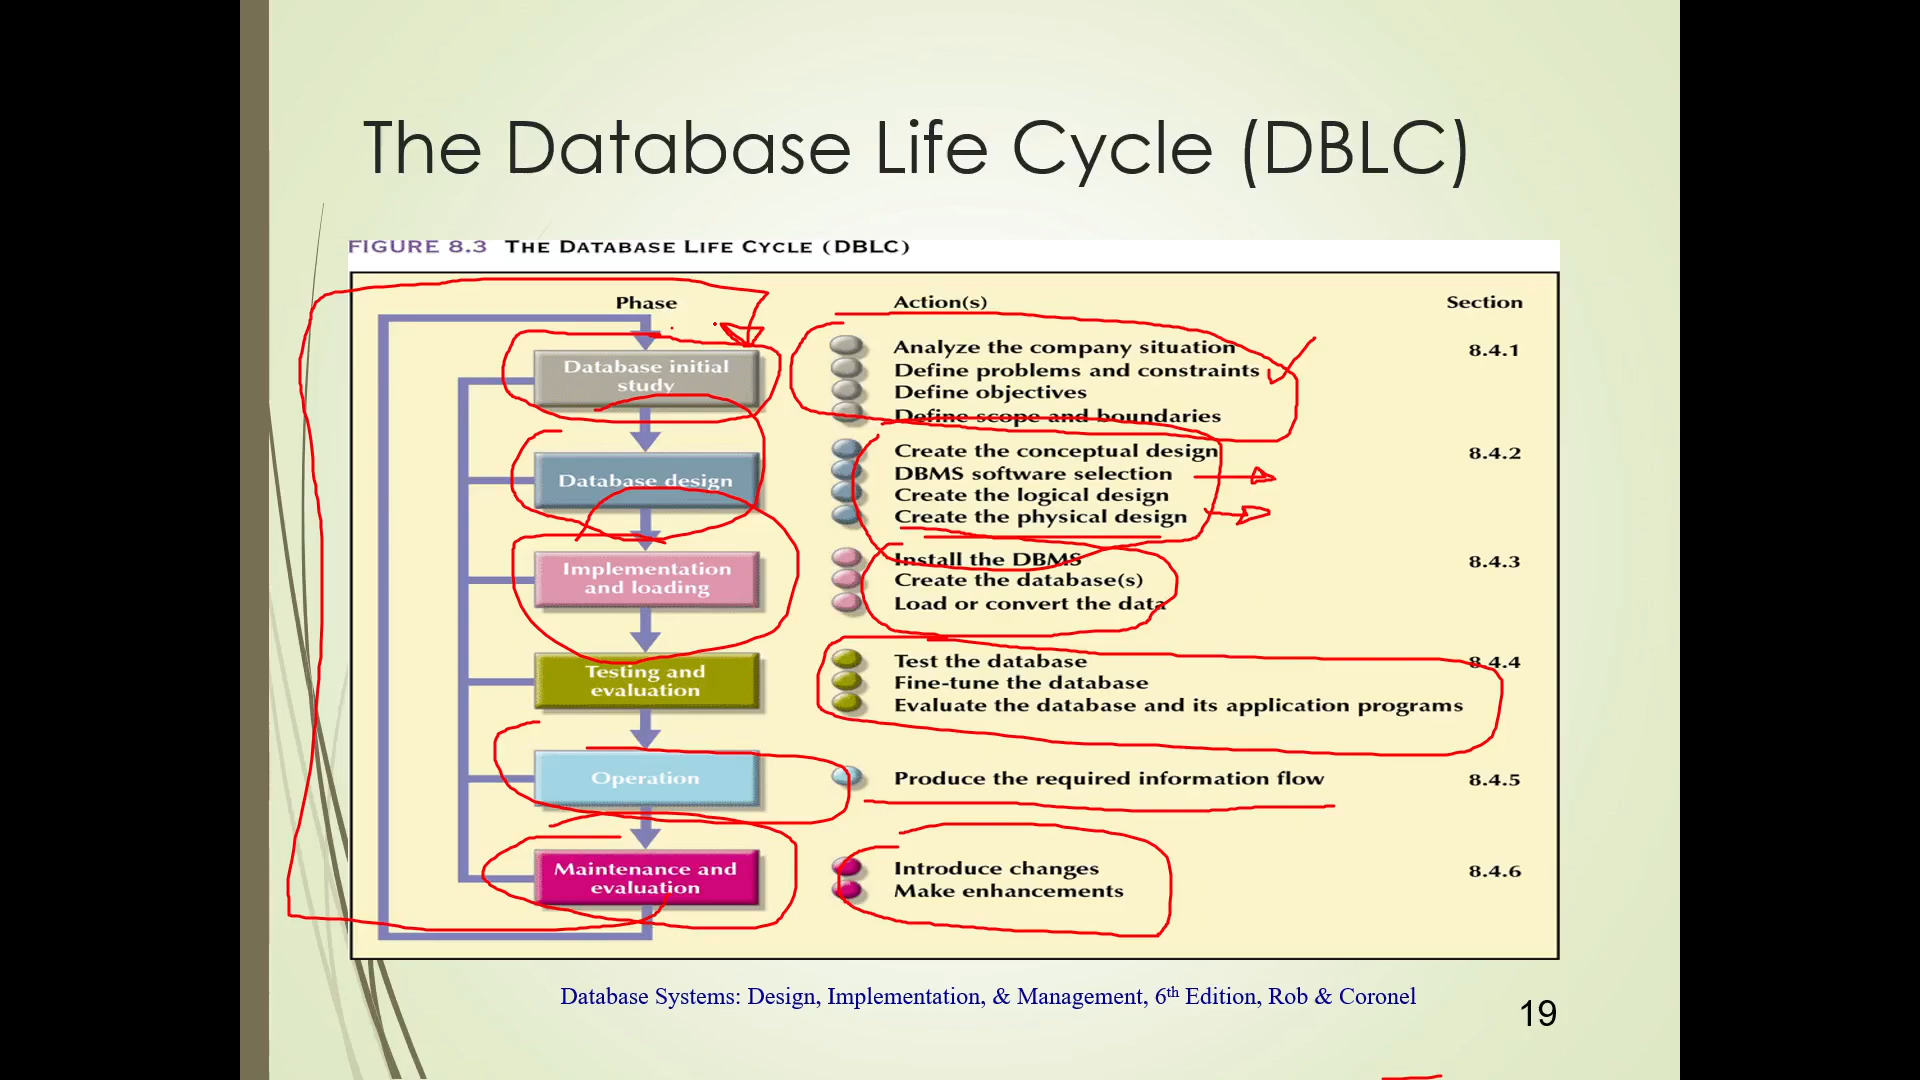 The Database Life Cycle (DBLC)
FIGURE 8.3 THE DATABASE LIFE CYCLE (DBLC)
Phase Action(s) Section
Database initial
study
Analyze the company situation 8.4.1
Define problems and constraints
Define objectives
Define scope and boundaries
Database design
Create the conceptual design 8.4.2
DBMS software selection
Create the logical design
Create the physical design
Implementation
and loading
Install the DBMS 8.4.3
Create the database(s)
Load or convert the data
Testing and
evaluation
Test the database 8.4.4
Fine-tune the database
Evaluate the database and its application programs
Operation
Produce the required information flow 8.4.5
Maintenance and
evaluation
Introduce changes 8.4.6
Make enhancements
Database Systems: Design, Implementation, & Management, 6th Edition, Rob & Coronel
19